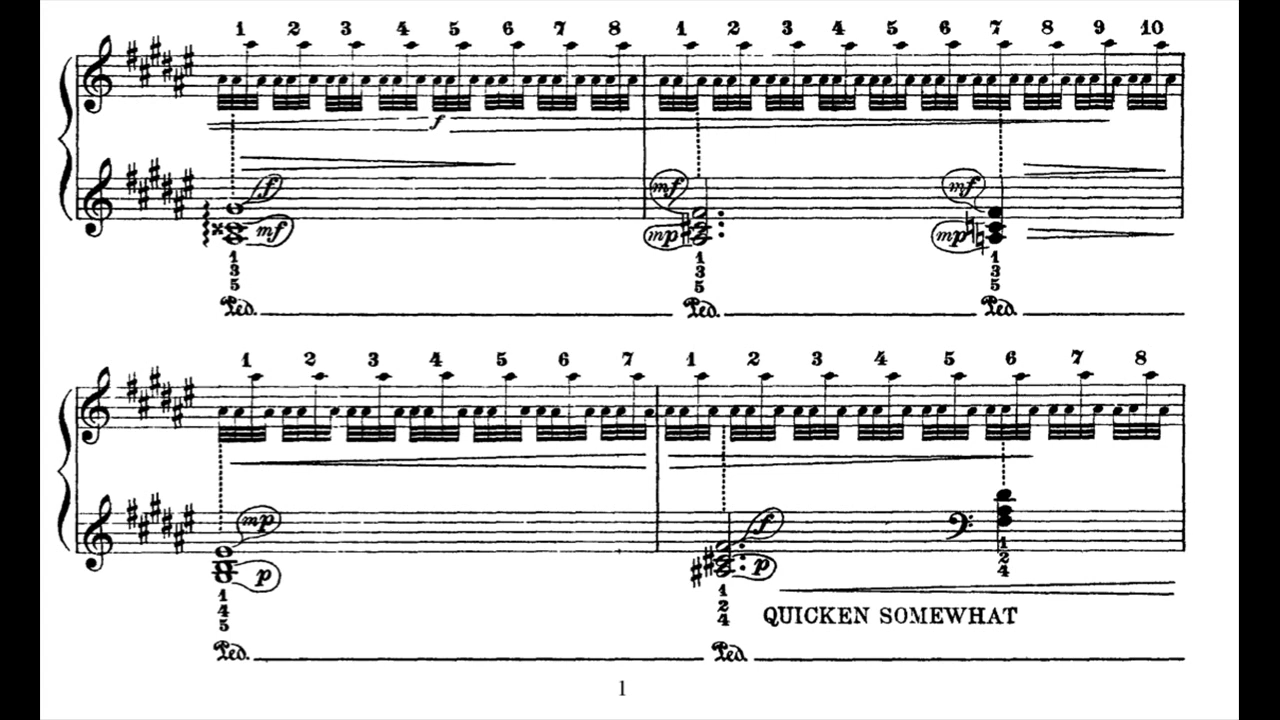 1 2 3 4 5 6 7 8 1 2 3 4 5 6 7 8 9 10
f
f mf mf
mf mp mp
1 1 1
3 3 3
5 5 5
Ped. Ped. Ped.
1 2 3 4 5 6 7 1 2 3 4 5 6 7 8
mp f
p p
1 1 1
4 2 2
5 4 4
QUICKEN SOMEWHAT
Ped. Ped.
1